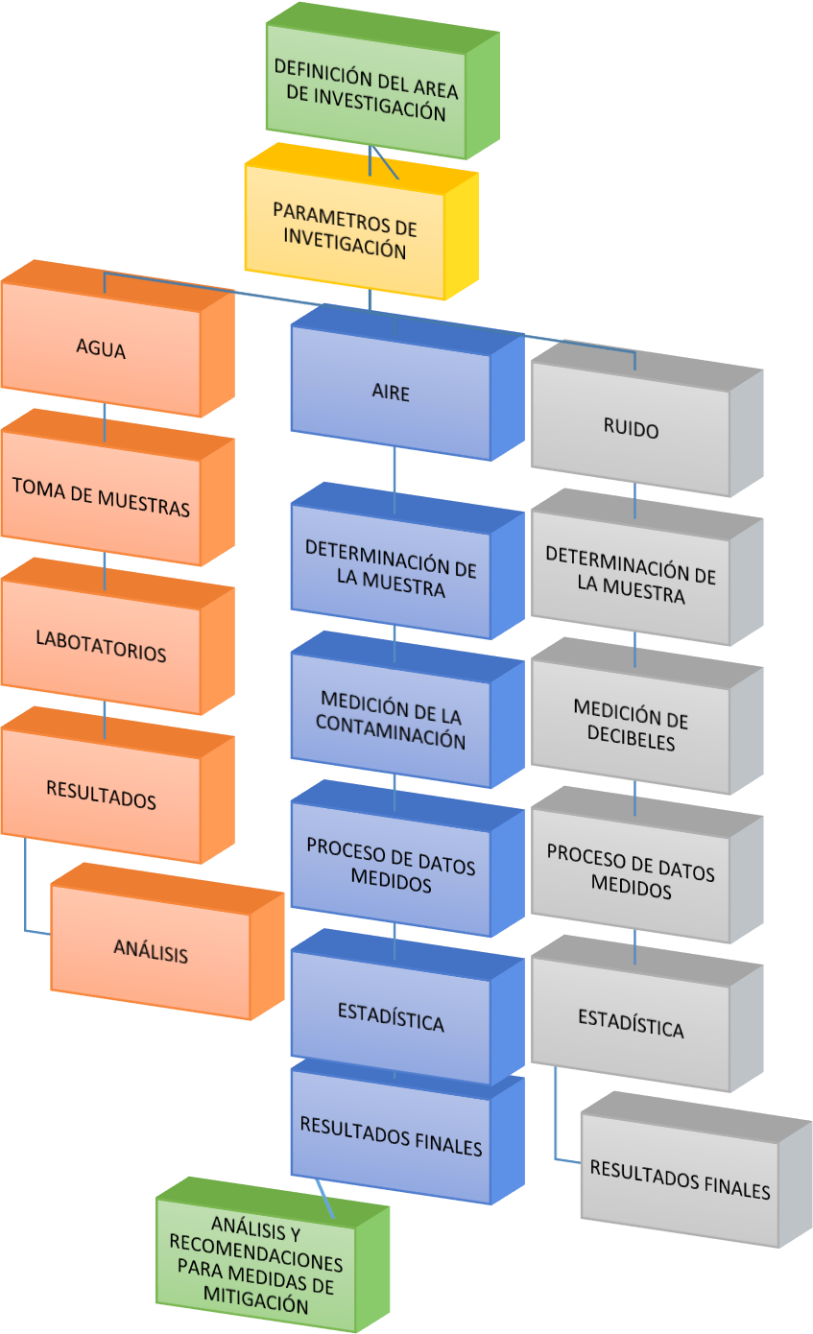 DEFINICIÓN DEL AREA
DE INVESTIGACIÓN
PARAMETROS DE
INVETIGACIÓN
AGUA
TOMA DE MUESTRAS
LABOTATORIOS
RESULTADOS
ANÁLISIS
AIRE
DETERMINACIÓN DE
LA MUESTRA
MEDICIÓN DE LA
CONTAMINACIÓN
PROCESO DE DATOS
MEDIDOS
ESTADÍSTICA
RESULTADOS FINALES
ANÁLISIS Y
RECOMENDACIONES
PARA MEDIDAS DE
MITIGACIÓN
RUIDO
DETERMINACIÓN DE
LA MUESTRA
MEDICIÓN DE
DECIBELES
PROCESO DE DATOS
MEDIDOS
ESTADÍSTICA
RESULTADOS FINALES